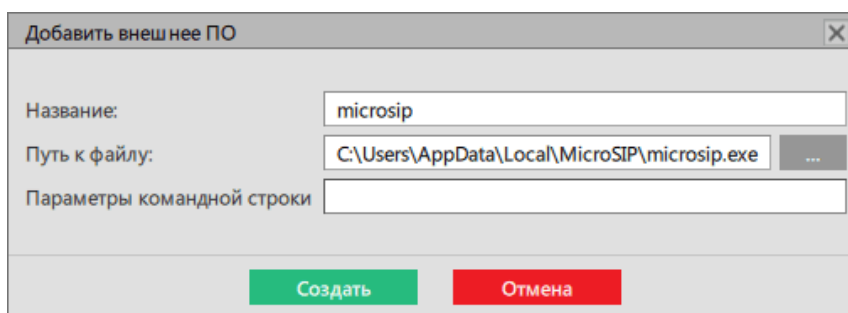 Добавить внешнее ПО
Название: microsip
Путь к файлу: C:\Users\AppData\Local\MicroSIP\microsip.exe ...
Параметры командной строки
Создать Отмена